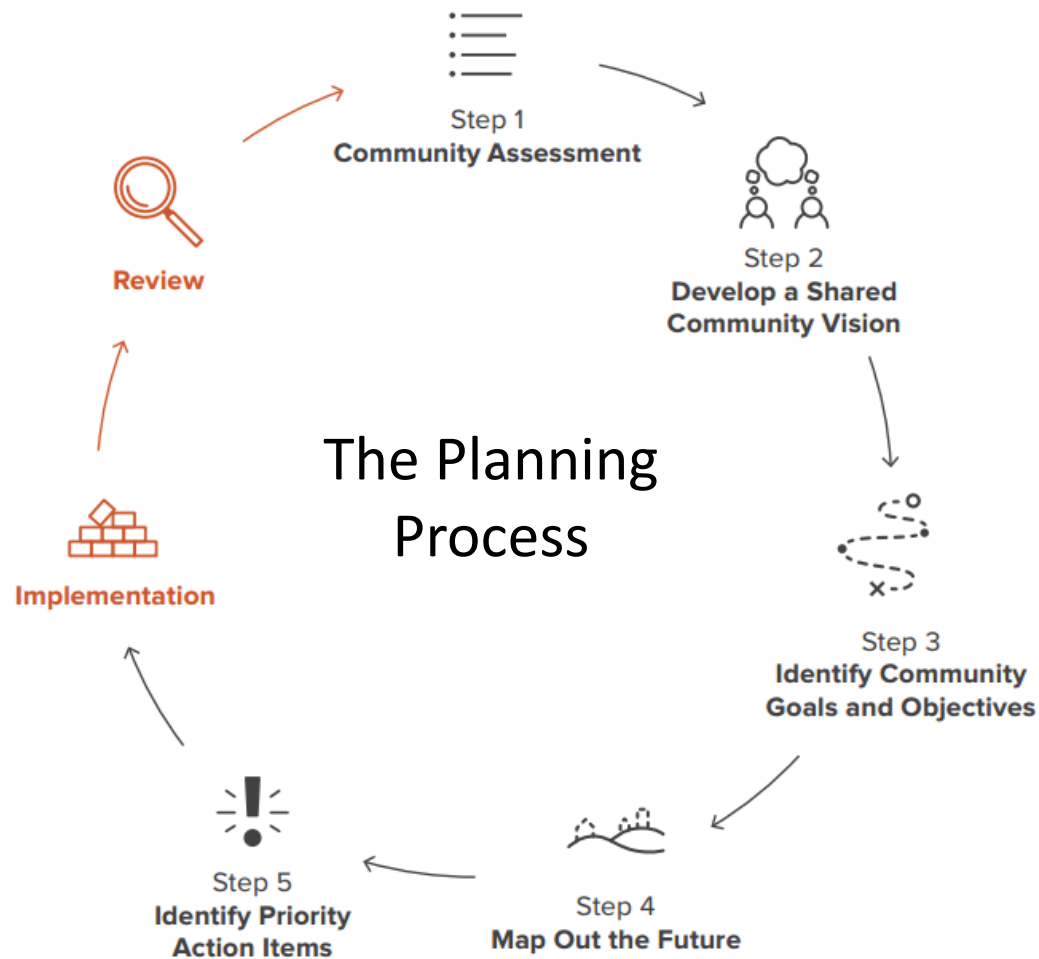 Step 1
Community Assessment
Step 2
Develop a Shared
Community Vision
Step 3
Identify Community
Goals and Objectives
Step 4
Map Out the Future
Step 5
Identify Priority
Action Items
Implementation
Review
The Planning
Process